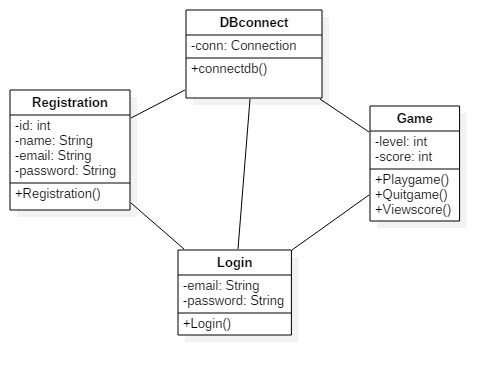 DBconnect
-conn: Connection
+connectdb()
Registration
-id: int
-name: String
-email: String
-password: String
+Registration()
Game
-level: int
-score: int
+Playgame()
+Quitgame()
+Viewscore()
Login
-email: String
-password: String
+Login()